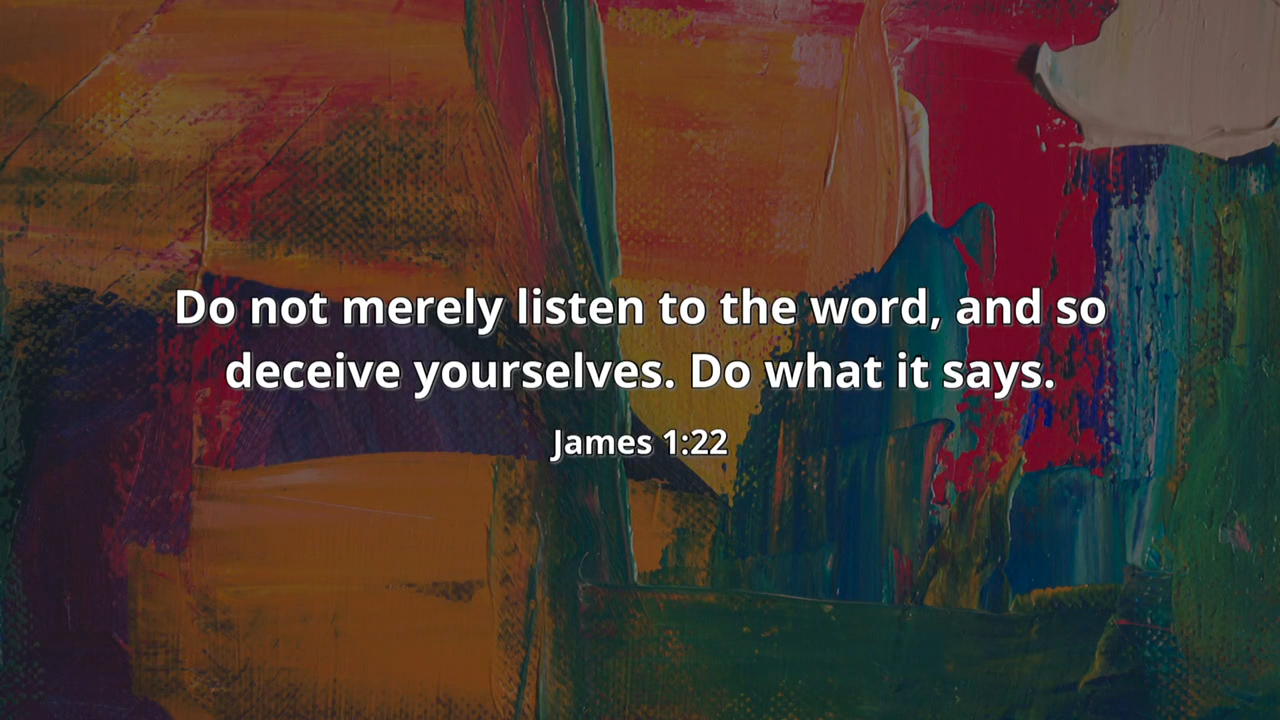 Do not merely listen to the word, and so
deceive yourselves. Do what it says.
James 1:22